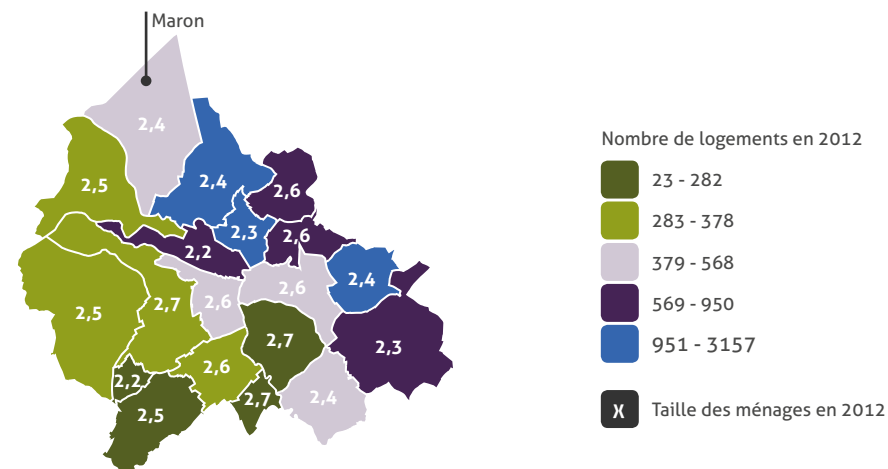 Maron
2,4
2,5
2,4
2,6
2,3
2,2
2,6
2,4
2,5
2,7
2,6
2,6
2,7
2,3
2,6
2,2
2,5
2,7
2,4
Nombre de logements en 2012
23 - 282
283 - 378
379 - 568
569 - 950
951 - 3157
X Taille des ménages en 2012